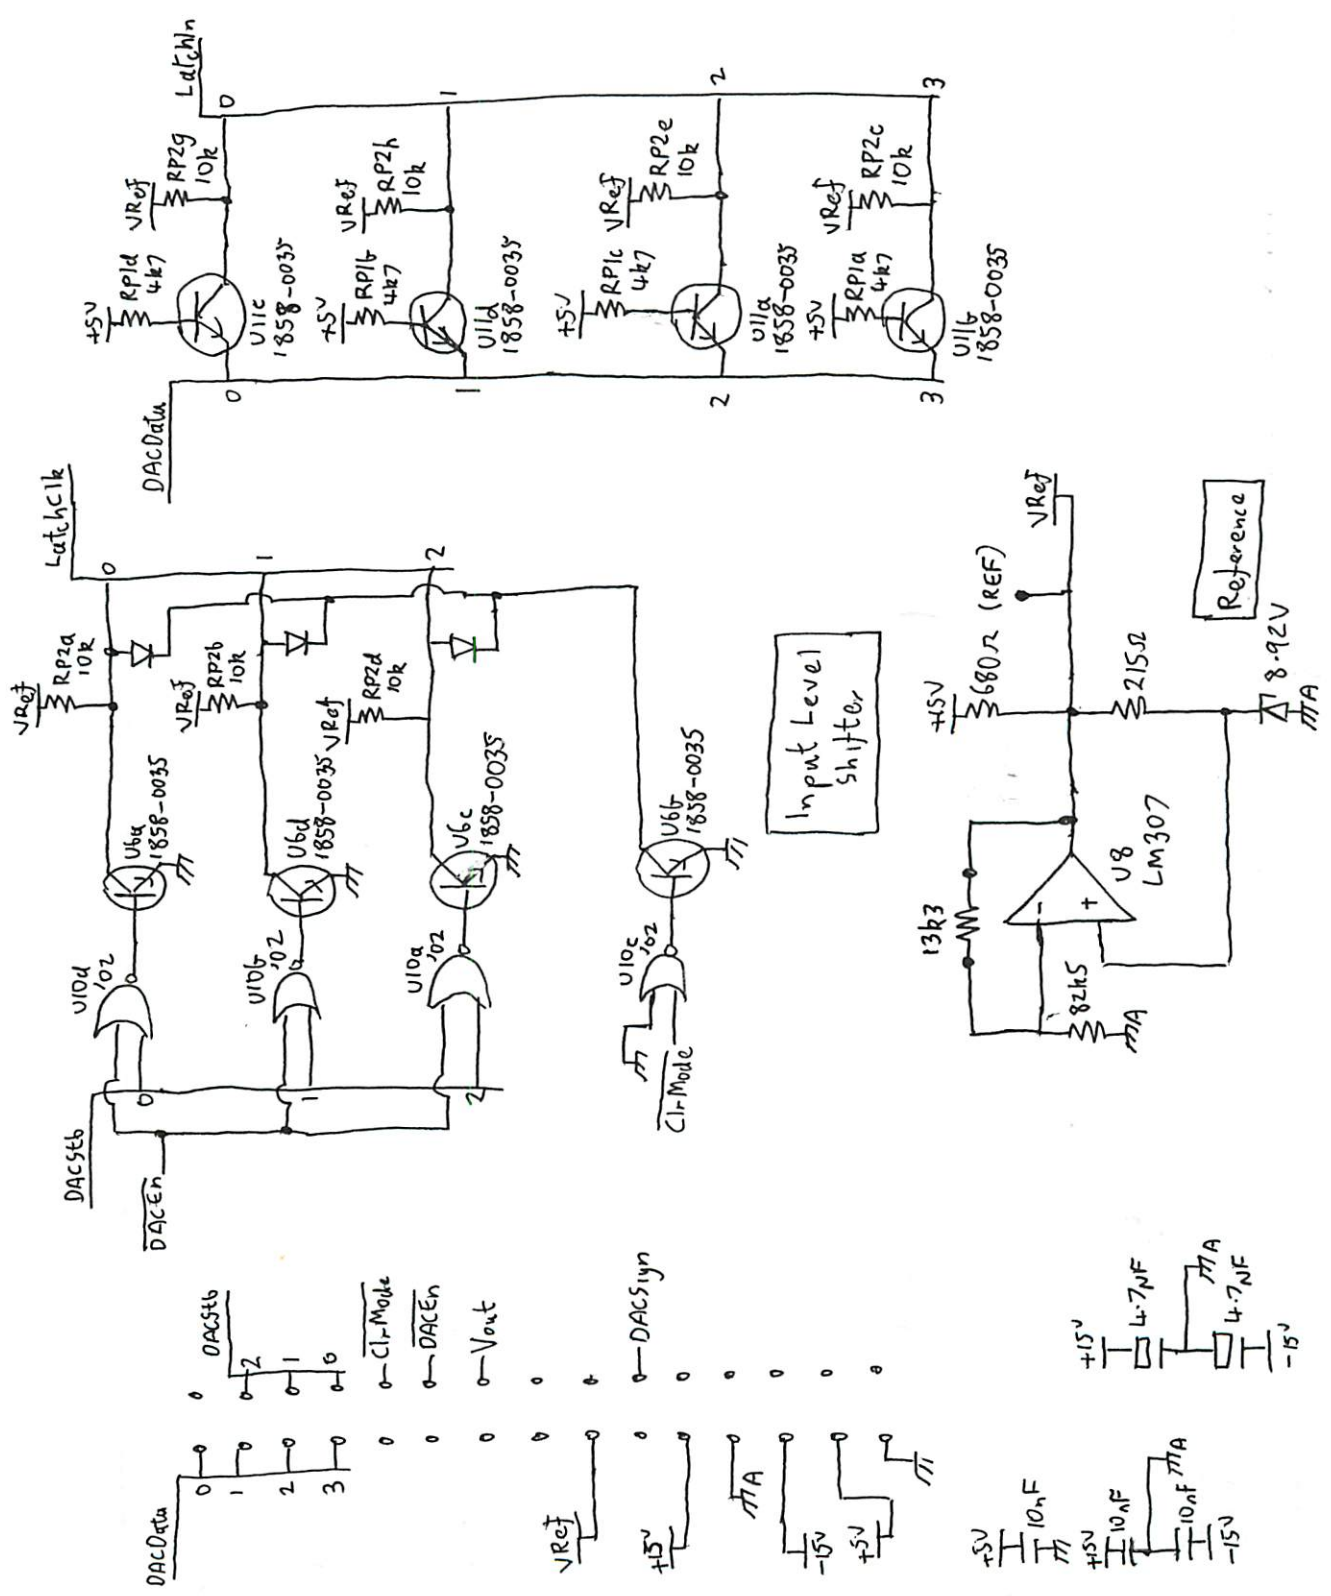 LatchIn
0
1
2
3
VRef
RP2g
10k
VRef
RP2h
10k
VRef
RP2e
10k
VRef
RP2c
10k
+5V
RP1d
4k7
+5V
RP1b
4k7
+5V
RP1c
4k7
+5V
RP1a
4k7
U11c
1858-0035
U11d
1858-0035
U11a
1858-0035
U11b
1858-0035
0
1
2
3
DACData
LatchClk
0
1
2
VRef
RP2a
10k
VRef
RP2b
10k
VRef
RP2d
10k
U6a
1858-0035
U6d
1858-0035
U6c
1858-0035
U6b
1858-0035
U10d
'02
U10b
'02
U10a
'02
U10c
'02
DACStb
0
1
2
DACEn
ClrMode
Input Level
Shifter
VRef
(REF)
+15V
680Ω
215Ω
8.92V
A
Reference
13k3
-
+
U8
LM307
82k5
A
DACStb
2
1
0
ClrMode
DACEn
Vout
DACSign
DACData
0
1
2
3
VRef
+15V
A
-15V
+5V
+15V
4.7µF
A
4.7µF
-15V
+5V
10nF
+15V
10nF
A
10nF
-15V